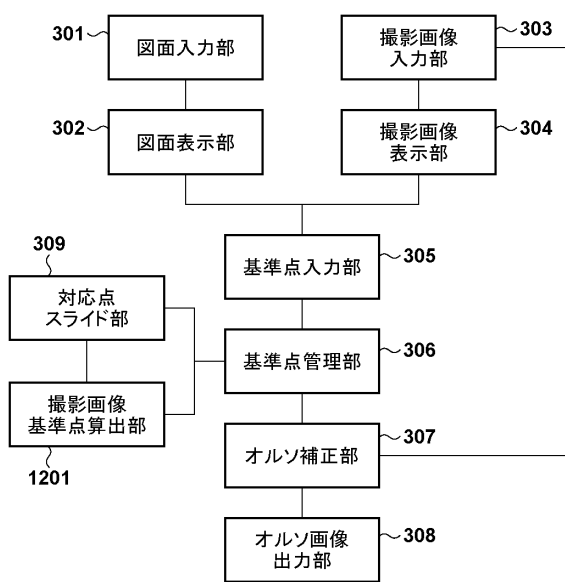 301
図面入力部
撮影画像
入力部
303
302
図面表示部
撮影画像
表示部
304
基準点入力部
305
309
対応点
スライド部
基準点管理部
306
撮影画像
基準点算出部
1201
オルソ補正部
307
オルソ画像
出力部
308